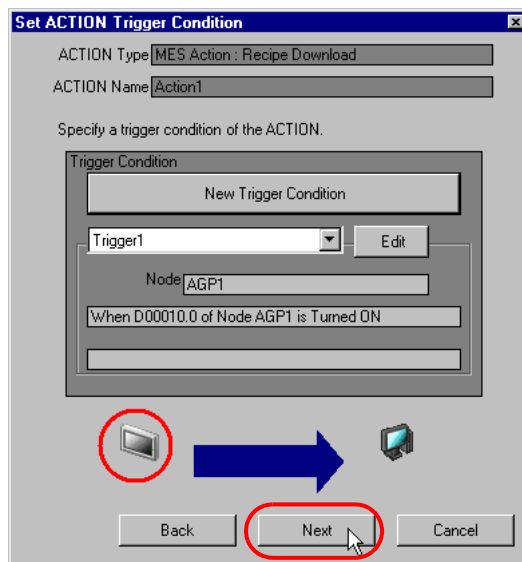 Set ACTION Trigger Condition
ACTION Type MES Action : Recipe Download
ACTION Name Action1
Specify a trigger condition of the ACTION.
Trigger Condition
New Trigger Condition
Trigger1 Edit
Node AGP1
When D00010.0 of Node AGP1 is Turned ON
Back Next Cancel